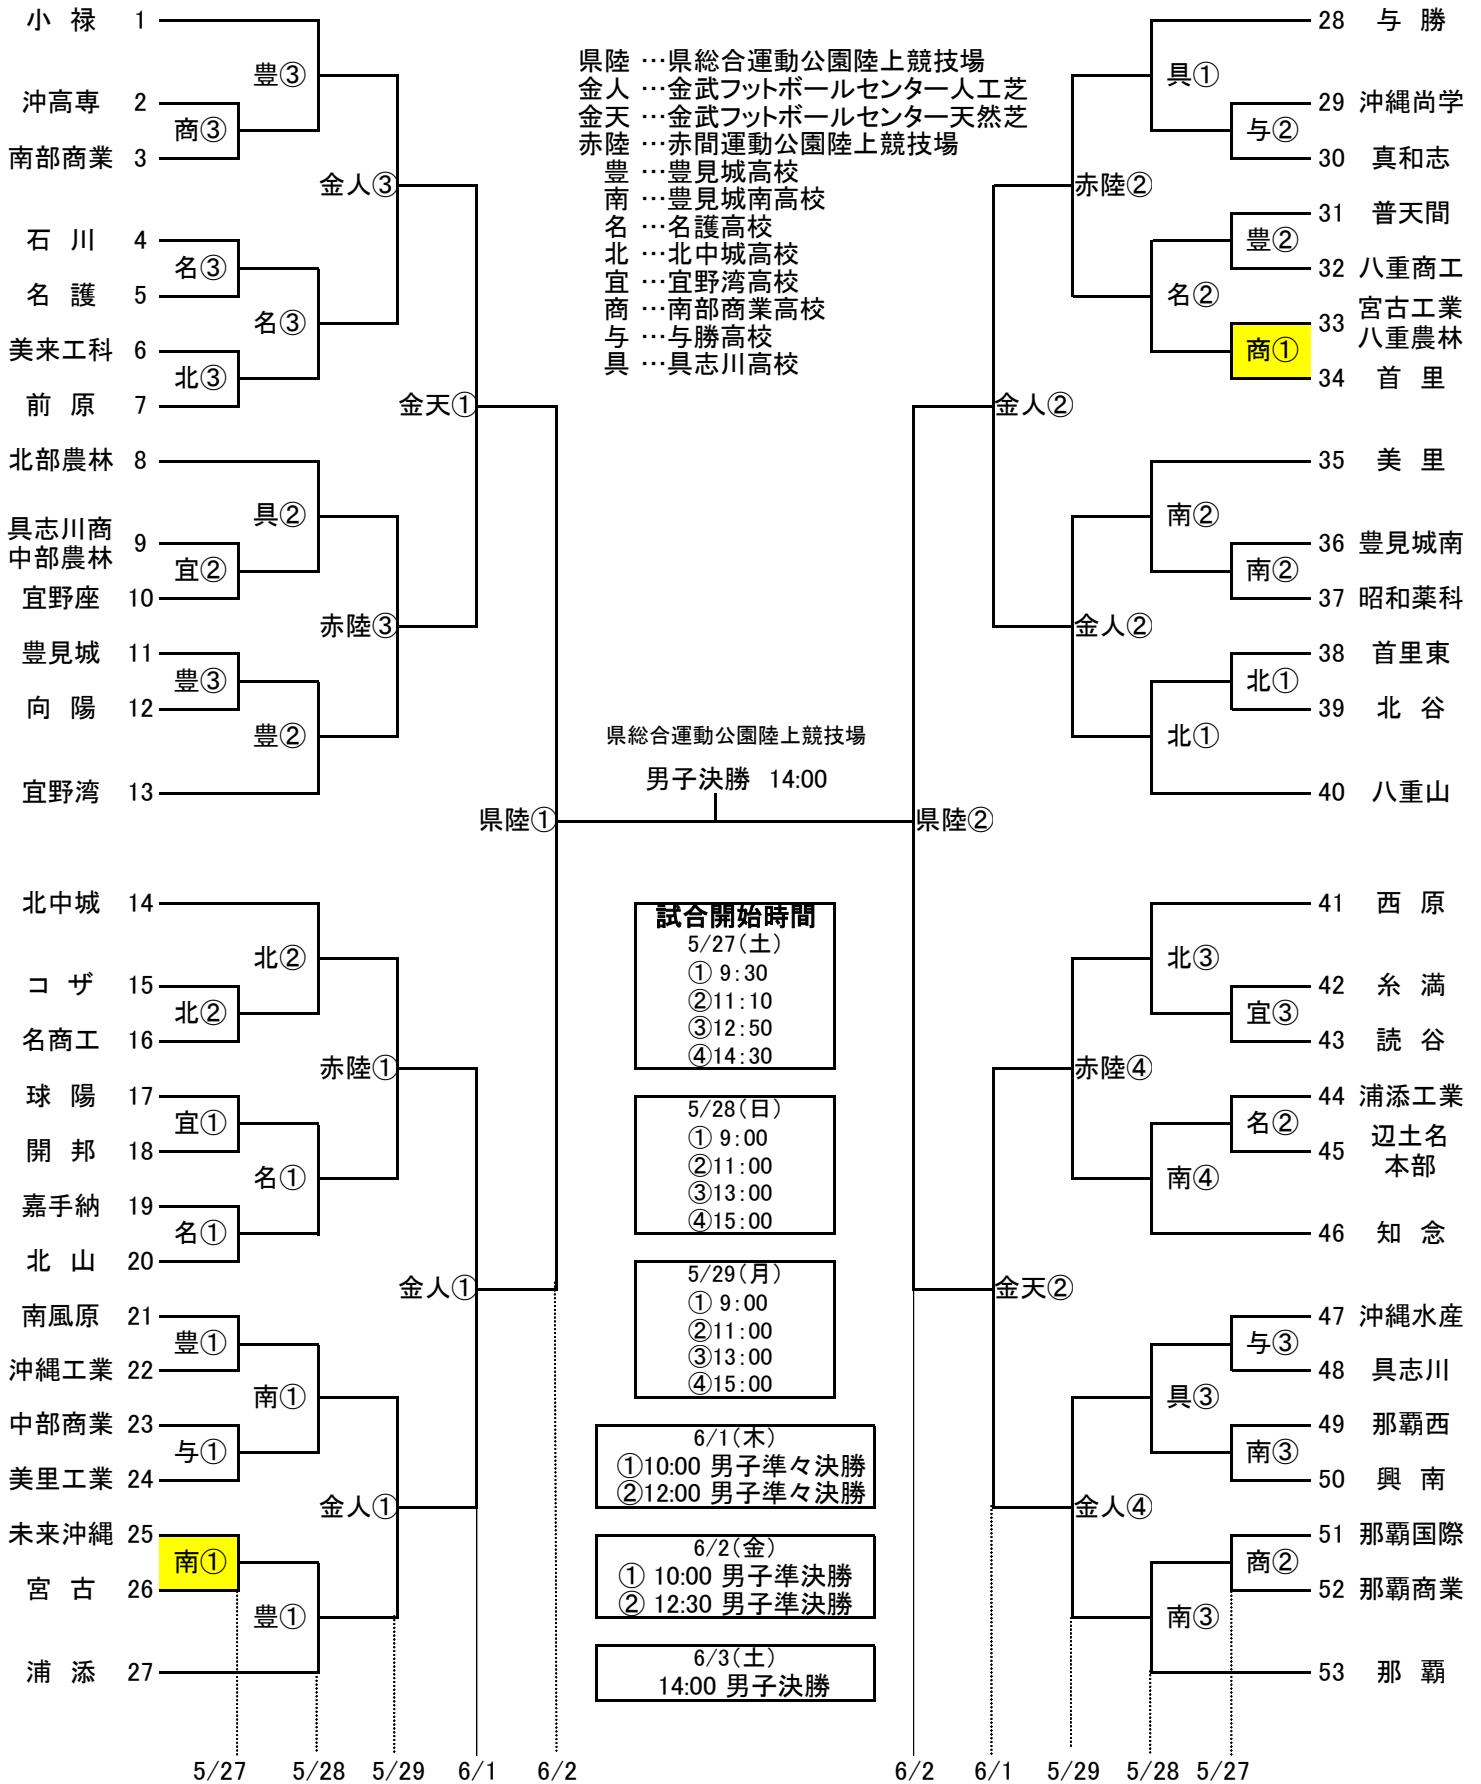 小 禄 1
豊③
沖高専 2
商③
南部商業 3
金人③
石 川 4
名③
名 護 5
名③
美来工科 6
北③
前 原 7
金天①
北部農林 8
具②
具志川商
中部農林 9
宜②
宜野座 10
赤陸③
豊見城 11
豊③
向 陽 12
豊②
宜野湾 13
県陸①
北中城 14
北②
コ ザ 15
北②
名商工 16
赤陸①
球 陽 17
宜①
開 邦 18
名①
嘉手納 19
名①
北 山 20
金人①
南風原 21
豊①
沖縄工業 22
南①
中部商業 23
与①
美里工業 24
金人①
未来沖縄 25
南①
宮 古 26
豊①
浦 添 27
県陸 …県総合運動公園陸上競技場
金人 …金武フットボールセンター人工芝
金天 …金武フットボールセンター天然芝
赤陸 …赤間運動公園陸上競技場
豊 …豊見城高校
南 …豊見城南高校
名 …名護高校
北 …北中城高校
宜 …宜野湾高校
商 …南部商業高校
与 …与勝高校
具 …具志川高校
県総合運動公園陸上競技場
男子決勝 14:00
試合開始時間
5/27(土)
① 9:30
②11:10
③12:50
④14:30
5/28(日)
① 9:00
②11:00
③13:00
④15:00
5/29(月)
① 9:00
②11:00
③13:00
④15:00
6/1(木)
①10:00 男子準々決勝
②12:00 男子準々決勝
6/2(金)
① 10:00 男子準決勝
② 12:30 男子準決勝
6/3(土)
14:00 男子決勝
28 与 勝
具①
29 沖縄尚学
与②
30 真和志
赤陸②
31 普天間
豊②
32 八重商工
名②
33 宮古工業
八重農林
商①
34 首 里
金人②
35 美 里
南②
36 豊見城南
南②
37 昭和薬科
金人②
38 首里東
北①
39 北 谷
北①
40 八重山
県陸②
41 西 原
北③
42 糸 満
宜③
43 読 谷
赤陸④
44 浦添工業
名②
45 辺土名
本部
南④
46 知 念
金天②
47 沖縄水産
与③
48 具志川
具③
49 那覇西
南③
50 興 南
金人④
51 那覇国際
商②
52 那覇商業
南③
53 那 覇
5/27 5/28 5/29 6/1 6/2 6/2 6/1 5/29 5/28 5/27